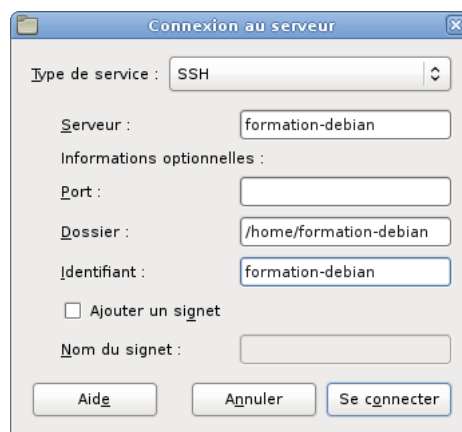 Connexion au serveur
Type de service : SSH
Serveur : formation-debian
Informations optionnelles :
Port :
Dossier : /home/formation-debian
Identifiant : formation-debian
Ajouter un signet
Nom du signet :
Aide Annuler Se connecter